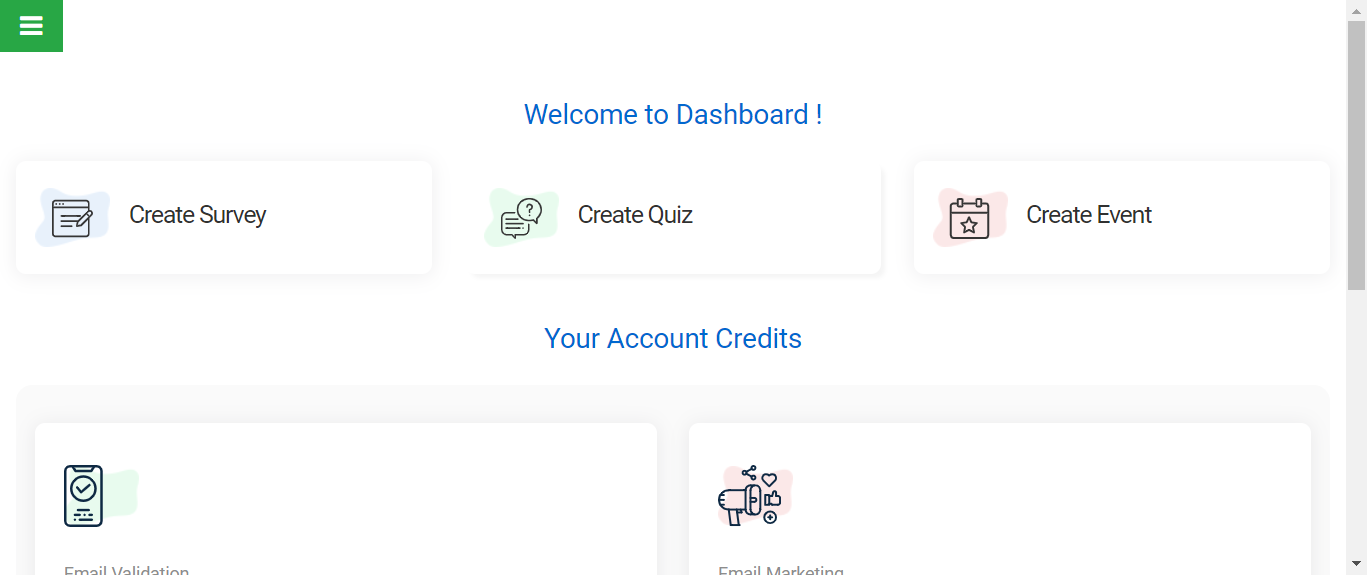 Welcome to Dashboard !
Create Survey
Create Quiz
Create Event
Your Account Credits
Email Validation
Email Marketing